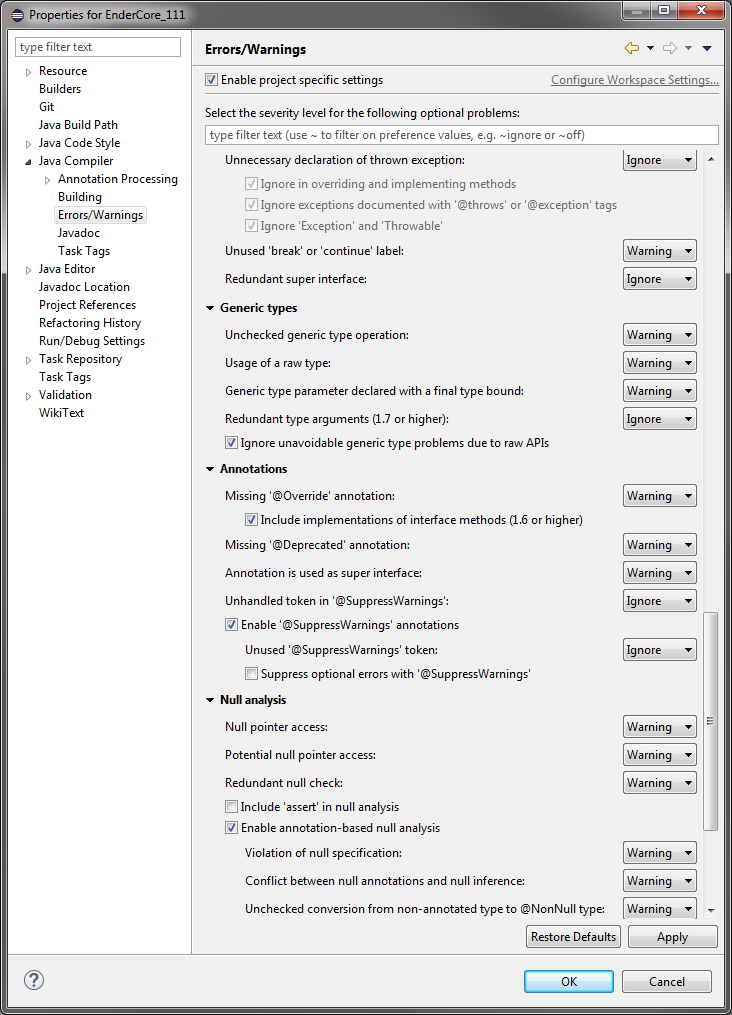 Properties for EnderCore_111
type filter text
Resource
Builders
Git
Java Build Path
Java Code Style
Java Compiler
Annotation Processing
Building
Errors/Warnings
Javadoc
Task Tags
Java Editor
Javadoc Location
Project References
Refactoring History
Run/Debug Settings
Task Repository
Task Tags
Validation
WikiText
Errors/Warnings
Enable project specific settings
Configure Workspace Settings...
Select the severity level for the following optional problems:
type filter text (use ~ to filter on preference values, e.g. ~ignore or ~off)
Unnecessary declaration of thrown exception: Ignore
Ignore in overriding and implementing methods
Ignore exceptions documented with '@throws' or '@exception' tags
Ignore 'Exception' and 'Throwable'
Unused 'break' or 'continue' label: Warning
Redundant super interface: Ignore
Generic types
Unchecked generic type operation: Warning
Usage of a raw type: Warning
Generic type parameter declared with a final type bound: Warning
Redundant type arguments (1.7 or higher): Ignore
Ignore unavoidable generic type problems due to raw APIs
Annotations
Missing '@Override' annotation: Warning
Include implementations of interface methods (1.6 or higher)
Missing '@Deprecated' annotation: Warning
Annotation is used as super interface: Warning
Unhandled token in '@SuppressWarnings': Ignore
Enable '@SuppressWarnings' annotations
Unused '@SuppressWarnings' token: Ignore
Suppress optional errors with '@SuppressWarnings'
Null analysis
Null pointer access: Warning
Potential null pointer access: Warning
Redundant null check: Warning
Include 'assert' in null analysis
Enable annotation-based null analysis
Violation of null specification: Warning
Conflict between null annotations and null inference: Warning
Unchecked conversion from non-annotated type to @NonNull type: Warning
Restore Defaults Apply
? OK Cancel